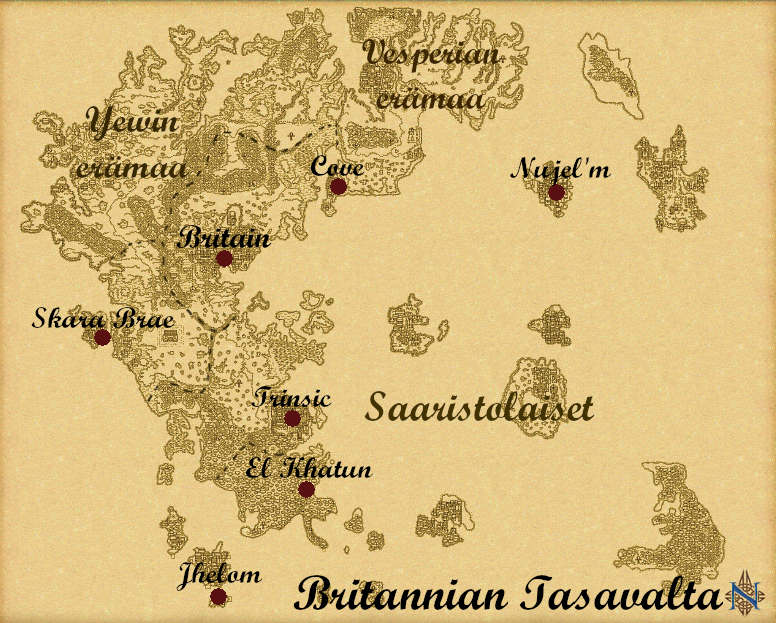 Vesperian
erämaa
Yewin
erämaa
Cove
Nujel'm
Britain
Skara Brae
Trinsic
Saaristolaiset
El Khatun
Jhelom
Britannian Tasavalta
N